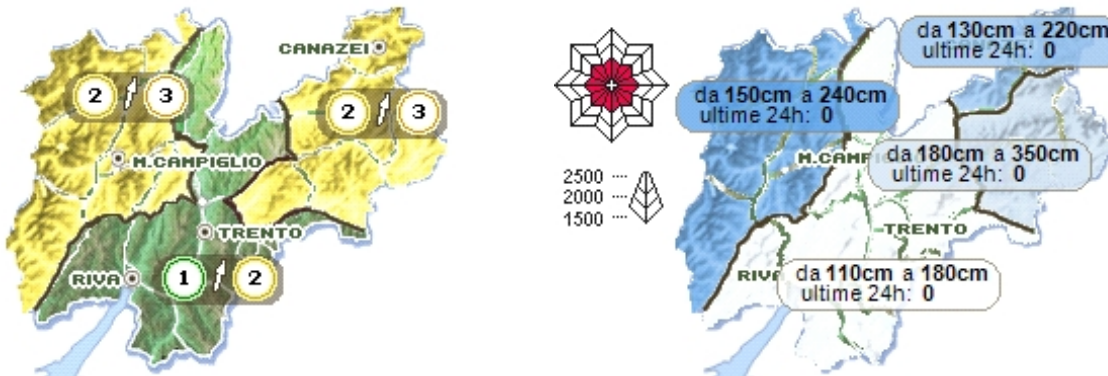 CANAZEI
2 3
2 3
M.CAMPIGLIO
TRENTO
RIVA
1 2
da 130cm a 220cm
ultime 24h: 0
da 150cm a 240cm
ultime 24h: 0
2500
2000
1500
M.CAMP
da 180cm a 350cm
ultime 24h: 0
TRENTO
RIVA
da 110cm a 180cm
ultime 24h: 0